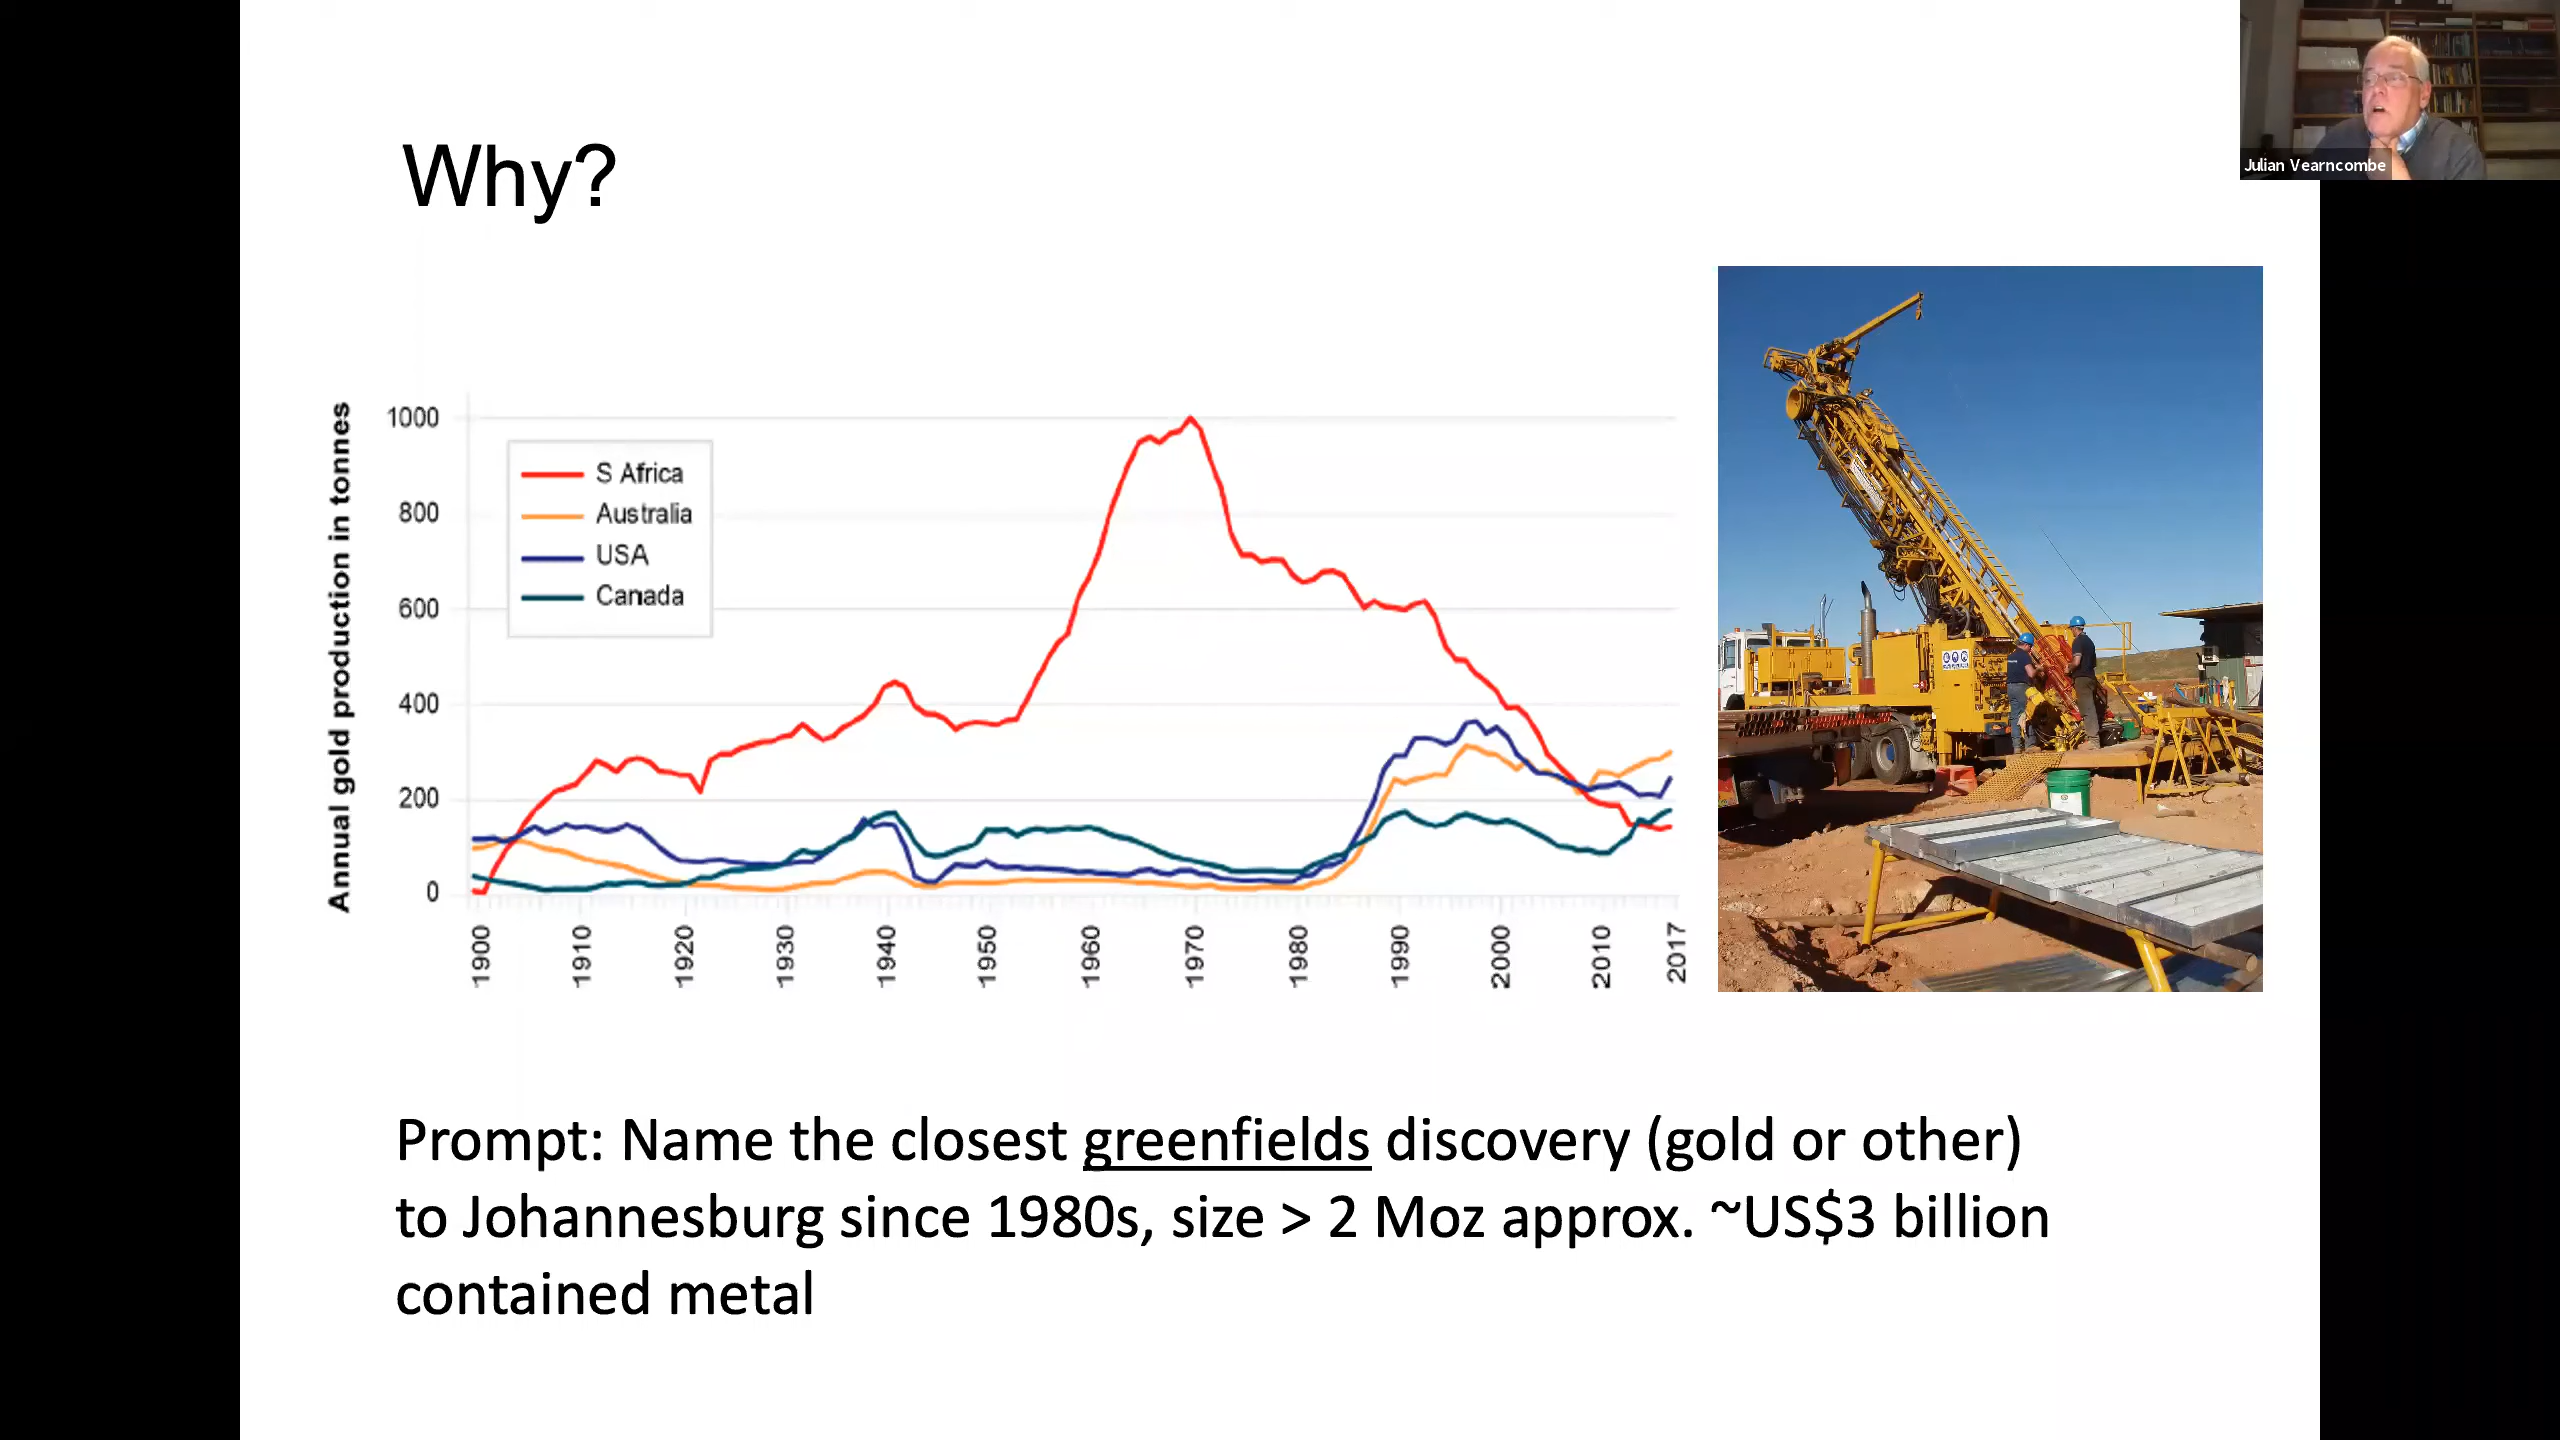 Why?
Julian Vearncombe
Annual gold production in tonnes
1000
800
600
400
200
0
S Africa
Australia
USA
Canada
1900
1910
1920
1930
1940
1950
1960
1970
1980
1990
2000
2010
2017
Prompt: Name the closest greenfields discovery (gold or other)
to Johannesburg since 1980s, size > 2 Moz approx. ~US$3 billion
contained metal